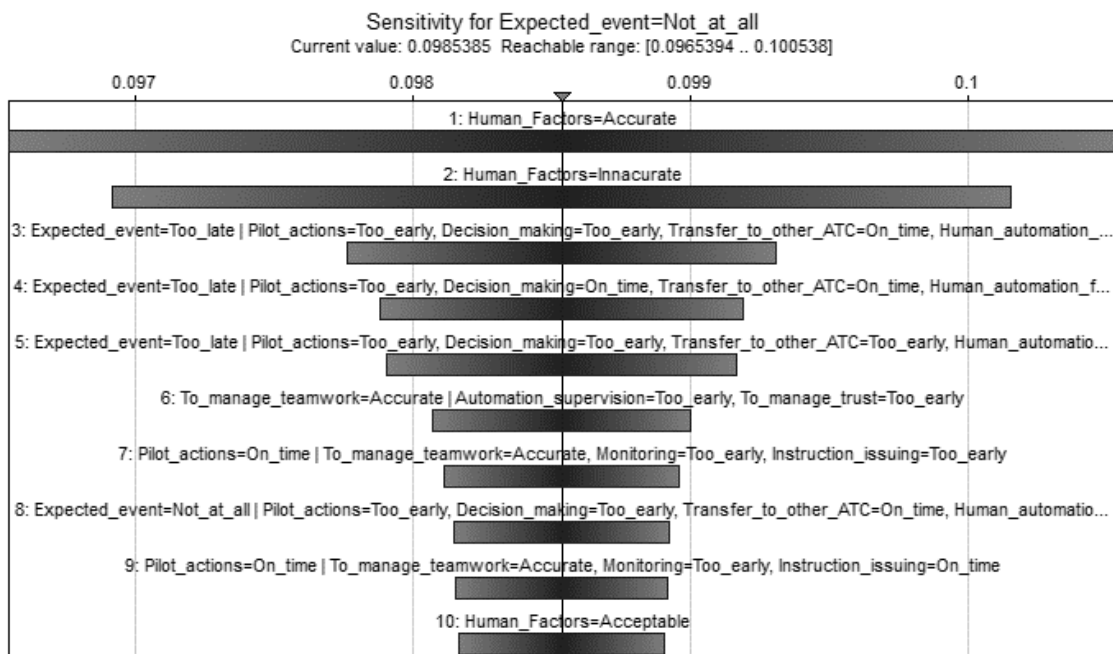 Sensitivity for Expected_event=Not_at_all
Current value: 0.0985385 Reachable range: [0.0965394 .. 0.100538]
0.097 0.098 0.099 0.1
1: Human_Factors=Accurate
2: Human_Factors=Innacurate
3: Expected_event=Too_late | Pilot_actions=Too_early, Decision_making=Too_early, Transfer_to_other_ATC=On_time, Human_automation_...
4: Expected_event=Too_late | Pilot_actions=Too_early, Decision_making=On_time, Transfer_to_other_ATC=On_time, Human_automation_f...
5: Expected_event=Too_late | Pilot_actions=Too_early, Decision_making=Too_early, Transfer_to_other_ATC=Too_early, Human_automatio...
6: To_manage_teamwork=Accurate | Automation_supervision=Too_early, To_manage_trust=Too_early
7: Pilot_actions=On_time | To_manage_teamwork=Accurate, Monitoring=Too_early, Instruction_issuing=Too_early
8: Expected_event=Not_at_all | Pilot_actions=Too_early, Decision_making=Too_early, Transfer_to_other_ATC=On_time, Human_automatio...
9: Pilot_actions=On_time | To_manage_teamwork=Accurate, Monitoring=Too_early, Instruction_issuing=On_time
10: Human_Factors=Acceptable